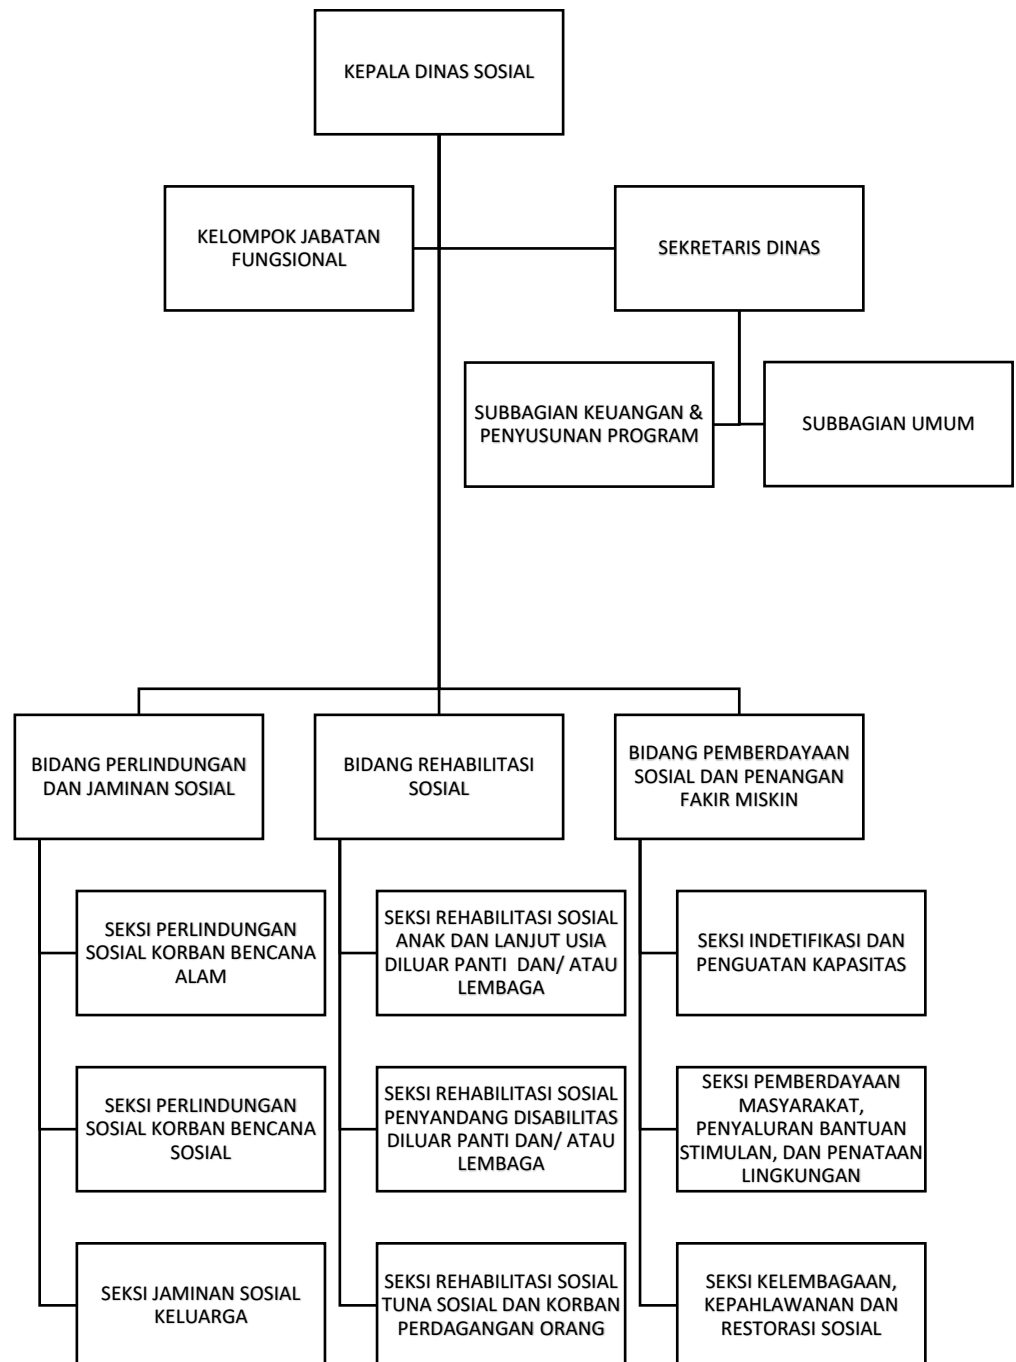 KEPALA DINAS SOSIAL
KELOMPOK JABATAN
FUNGSIONAL
SEKRETARIS DINAS
SUBBAGIAN KEUANGAN &
PENYUSUNAN PROGRAM
SUBBAGIAN UMUM
BIDANG PERLINDUNGAN
DAN JAMINAN SOSIAL
BIDANG REHABILITASI
SOSIAL
BIDANG PEMBERDAYAAN
SOSIAL DAN PENANGAN
FAKIR MISKIN
SEKSI PERLINDUNGAN
SOSIAL KORBAN BENCANA
ALAM
SEKSI REHABILITASI SOSIAL
ANAK DAN LANJUT USIA
DILUAR PANTI DAN/ ATAU
LEMBAGA
SEKSI INDETIFIKASI DAN
PENGUATAN KAPASITAS
SEKSI PERLINDUNGAN
SOSIAL KORBAN BENCANA
SOSIAL
SEKSI REHABILITASI SOSIAL
PENYANDANG DISABILITAS
DILUAR PANTI DAN/ ATAU
LEMBAGA
SEKSI PEMBERDAYAAN
MASYARAKAT,
PENYALURAN BANTUAN
STIMULAN, DAN PENATAAN
LINGKUNGAN
SEKSI JAMINAN SOSIAL
KELUARGA
SEKSI REHABILITASI SOSIAL
TUNA SOSIAL DAN KORBAN
PERDAGANGAN ORANG
SEKSI KELEMBAGAAN,
KEPAHLAWANAN DAN
RESTORASI SOSIAL